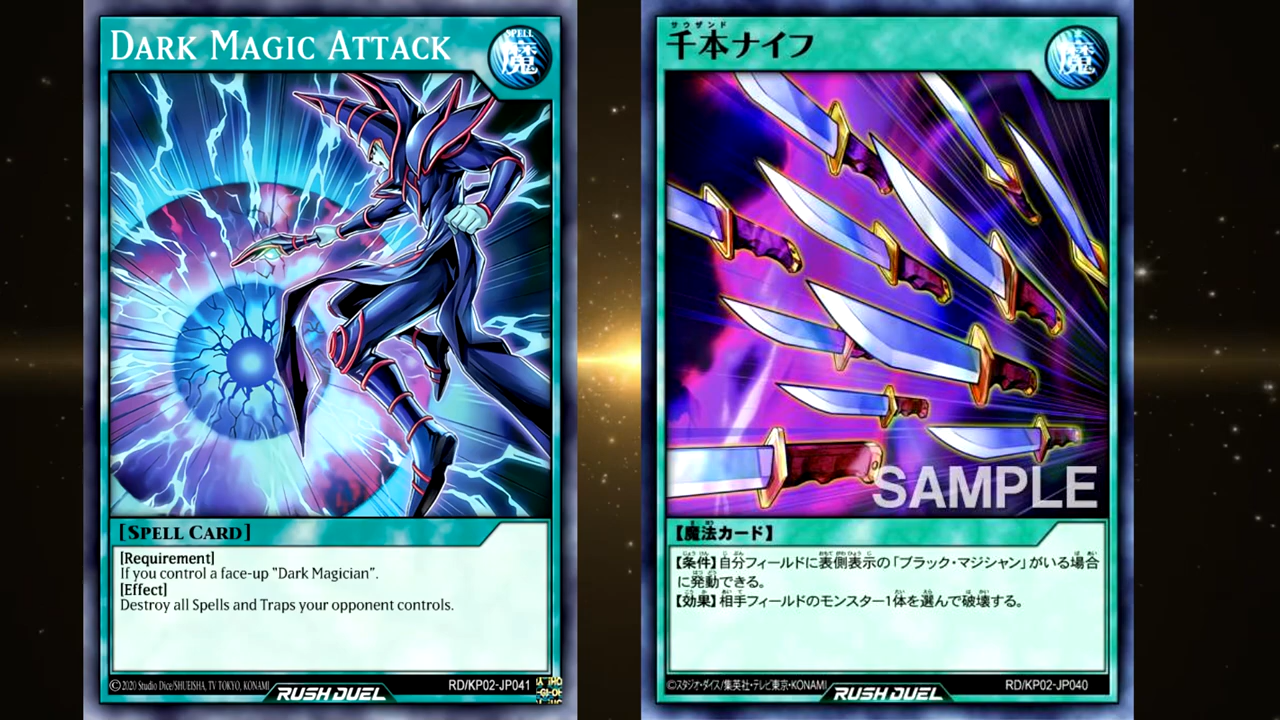 DARK MAGIC ATTACK
SPELL
魔
[SPELL CARD]
[Requirement]
If you control a face-up “Dark Magician”.
[Effect]
Destroy all Spells and Traps your opponent controls.
©2020 Studio Dice/SHUEISHA, TV TOKYO, KONAMI
RUSH DUEL
RD/KP02-JP041
サウザンド
千本ナイフ
魔
SAMPLE
【魔法カード】
【条件】自分フィールドに表側表示の「ブラック・マジシャン」がいる場合
に発動できる。
【効果】相手フィールドのモンスター1体を選んで破壊する。
©スタジオ・ダイス/集英社・テレビ東京・KONAMI
RUSH DUEL
RD/KP02-JP040